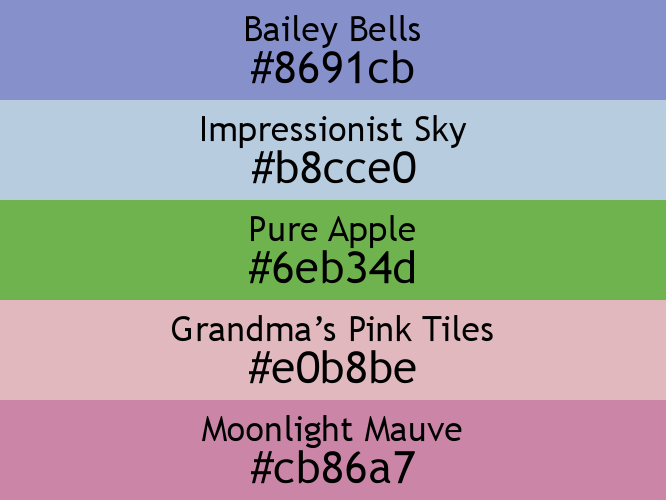 Bailey Bells
#8691cb
Impressionist Sky
#b8cce0
Pure Apple
#6eb34d
Grandma’s Pink Tiles
#e0b8be
Moonlight Mauve
#cb86a7